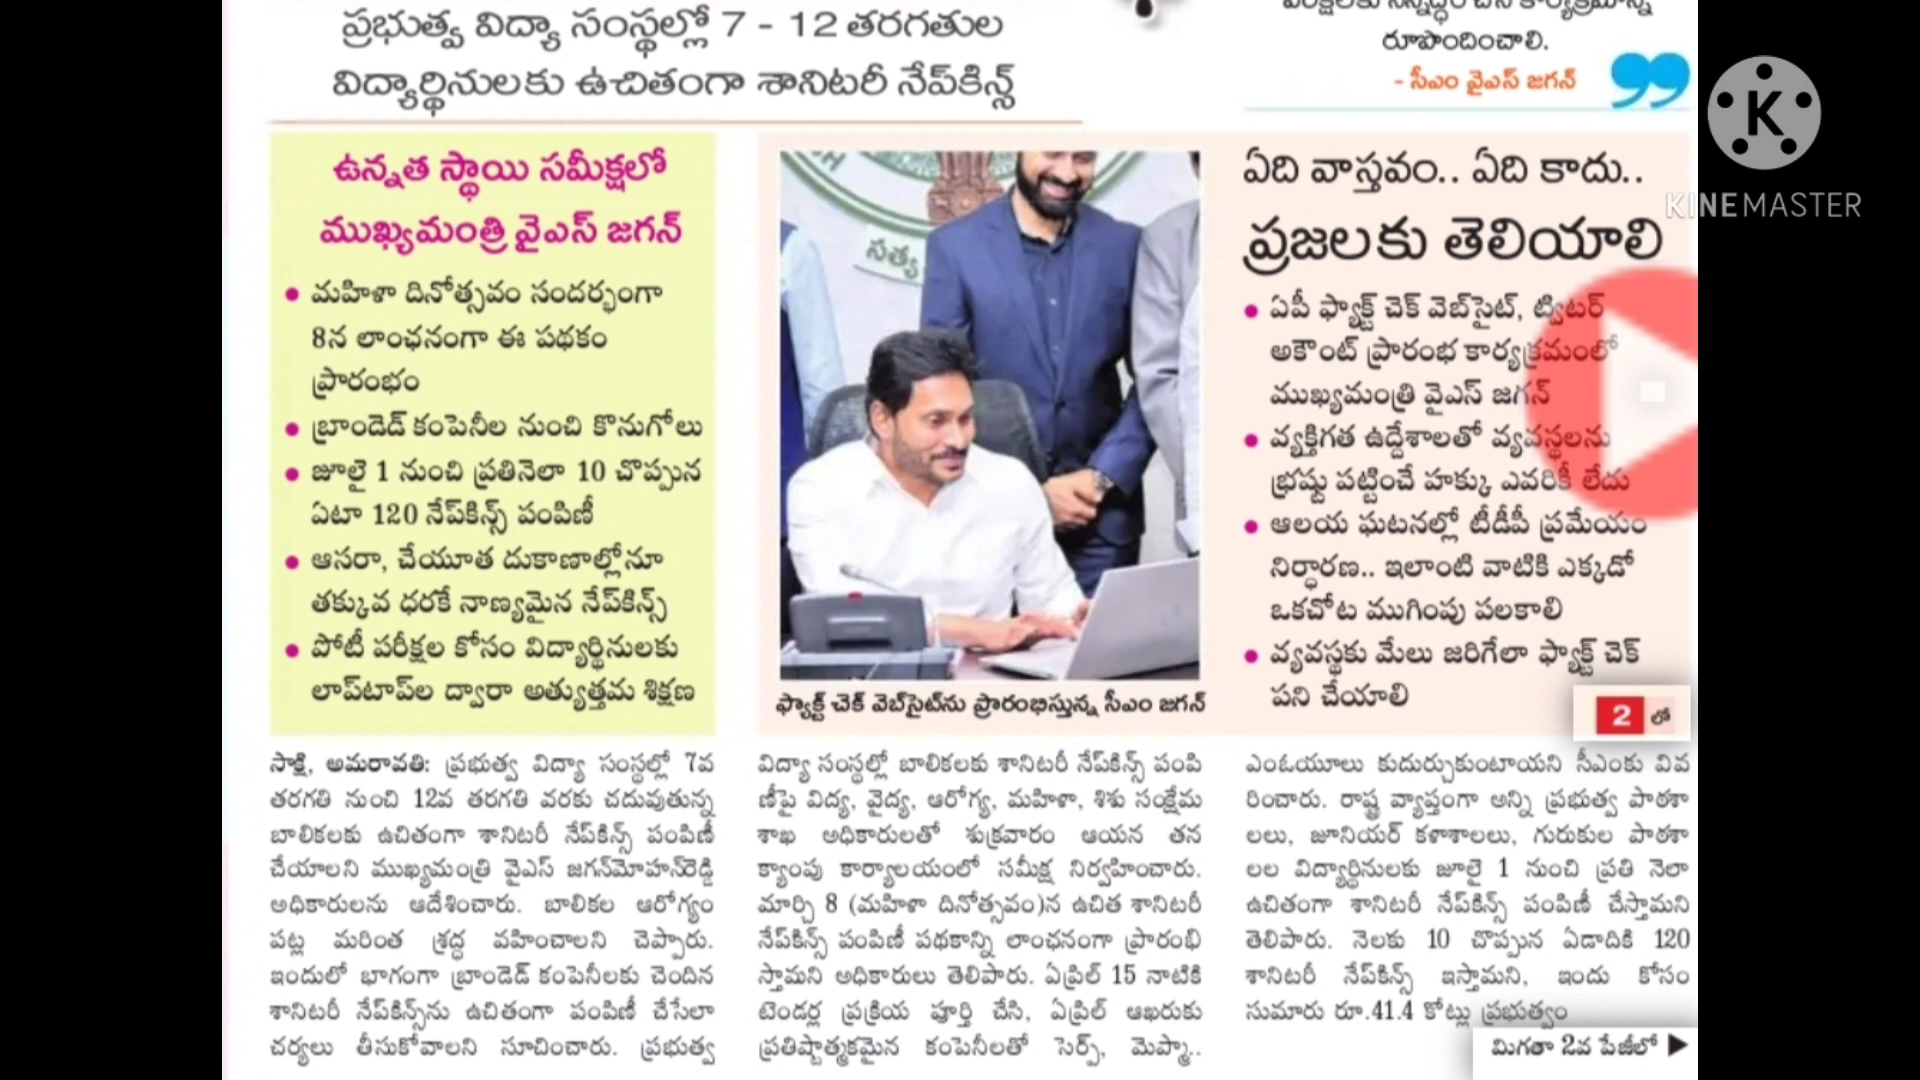 ప్రభుత్వ విద్యా సంస్థల్లో 7 - 12 తరగతుల
విద్యార్థినులకు ఉచితంగా శానిటరీ నేప్‌కిన్స్
రూపొందించాలి.
- సీఎం వైఎస్ జగన్
K
KINEMASTER
ఉన్నత స్థాయి సమీక్షలో
ముఖ్యమంత్రి వైఎస్ జగన్
• మహిళా దినోత్సవం సందర్భంగా
8న లాంఛనంగా ఈ పథకం
ప్రారంభం
• బ్రాండెడ్ కంపెనీల నుంచి కొనుగోలు
• జూలై 1 నుంచి ప్రతినెలా 10 చొప్పున
ఏటా 120 నేప్‌కిన్స్ పంపిణీ
• ఆసరా, చేయూత దుకాణాల్లోనూ
తక్కువ ధరకే నాణ్యమైన నేప్‌కిన్స్
• పోటీ పరీక్షల కోసం విద్యార్థినులకు
లాప్‌టాప్‌ల ద్వారా అత్యుత్తమ శిక్షణ
సత్య
ఫ్యాక్ట్ చెక్ వెబ్‌సైట్‌ను ప్రారంభిస్తున్న సీఎం జగన్
ఏది వాస్తవం.. ఏది కాదు..
ప్రజలకు తెలియాలి
• ఏపీ ఫ్యాక్ట్ చెక్ వెబ్‌సైట్, ట్విటర్
అకౌంట్ ప్రారంభ కార్యక్రమంలో
ముఖ్యమంత్రి వైఎస్ జగన్
• వ్యక్తిగత ఉద్దేశాలతో వ్యవస్థలను
భ్రష్టు పట్టించే హక్కు ఎవరికీ లేదు
• ఆలయ ఘటనల్లో టీడీపీ ప్రమేయం
నిర్ధారణ.. ఇలాంటి వాటికి ఎక్కడో
ఒకచోట ముగింపు పలకాలి
• వ్యవస్థకు మేలు జరిగేలా ఫ్యాక్ట్ చెక్
పని చేయాలి
2 లో
సాక్షి, అమరావతి: ప్రభుత్వ విద్యా సంస్థల్లో 7వ
తరగతి నుంచి 12వ తరగతి వరకు చదువుతున్న
బాలికలకు ఉచితంగా శానిటరీ నేప్‌కిన్స్ పంపిణీ
చేయాలని ముఖ్యమంత్రి వైఎస్ జగన్‌మోహన్‌రెడ్డి
అధికారులను ఆదేశించారు. బాలికల ఆరోగ్యం
పట్ల మరింత శ్రద్ధ వహించాలని చెప్పారు.
ఇందులో భాగంగా బ్రాండెడ్ కంపెనీలకు చెందిన
శానిటరీ నేప్‌కిన్స్‌ను ఉచితంగా పంపిణీ చేసేలా
చర్యలు తీసుకోవాలని సూచించారు. ప్రభుత్వ
విద్యా సంస్థల్లో బాలికలకు శానిటరీ నేప్‌కిన్స్ పంపి
ణీపై విద్య, వైద్య, ఆరోగ్య, మహిళా, శిశు సంక్షేమ
శాఖ అధికారులతో శుక్రవారం ఆయన తన
క్యాంపు కార్యాలయంలో సమీక్ష నిర్వహించారు.
మార్చి 8 (మహిళా దినోత్సవం)న ఉచిత శానిటరీ
నేప్‌కిన్స్ పంపిణీ పథకాన్ని లాంఛనంగా ప్రారంభి
స్తామని అధికారులు తెలిపారు. ఏప్రిల్ 15 నాటికి
టెండర్ల ప్రక్రియ పూర్తి చేసి, ఏప్రిల్ ఆఖరుకు
ప్రతిష్టాత్మకమైన కంపెనీలతో సెర్ప్, మెప్మా..
ఎంఓయూలు కుదుర్చుకుంటాయని సీఎంకు వివ
రించారు. రాష్ట్ర వ్యాప్తంగా అన్ని ప్రభుత్వ పాఠశా
లలు, జూనియర్ కళాశాలలు, గురుకుల పాఠశా
లల విద్యార్థినులకు జూలై 1 నుంచి ప్రతి నెలా
ఉచితంగా శానిటరీ నేప్‌కిన్స్ పంపిణీ చేస్తామని
తెలిపారు. నెలకు 10 చొప్పున ఏడాదికి 120
శానిటరీ నేప్‌కిన్స్ ఇస్తామని, ఇందు కోసం
సుమారు రూ.41.4 కోట్లు ప్రభుత్వం
మిగతా 2వ పేజీలో